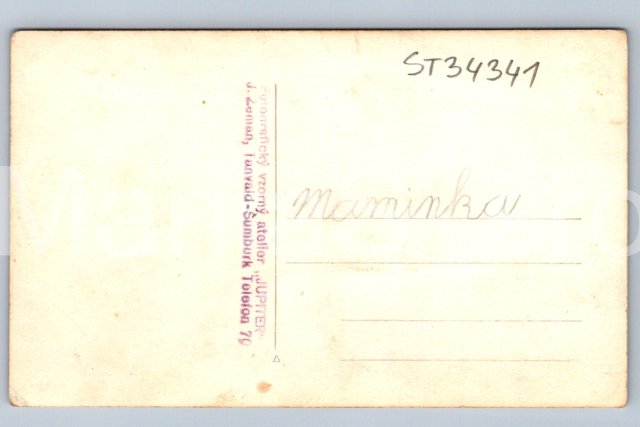 ST34341
Fotografický vzorný atelier „JUPITER"
J. Zeman, Tanvald-Šumburk Telefon 70
Maminka